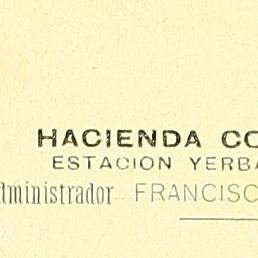 HACIENDA CO
ESTACION YERBA
dministrador FRANCISC